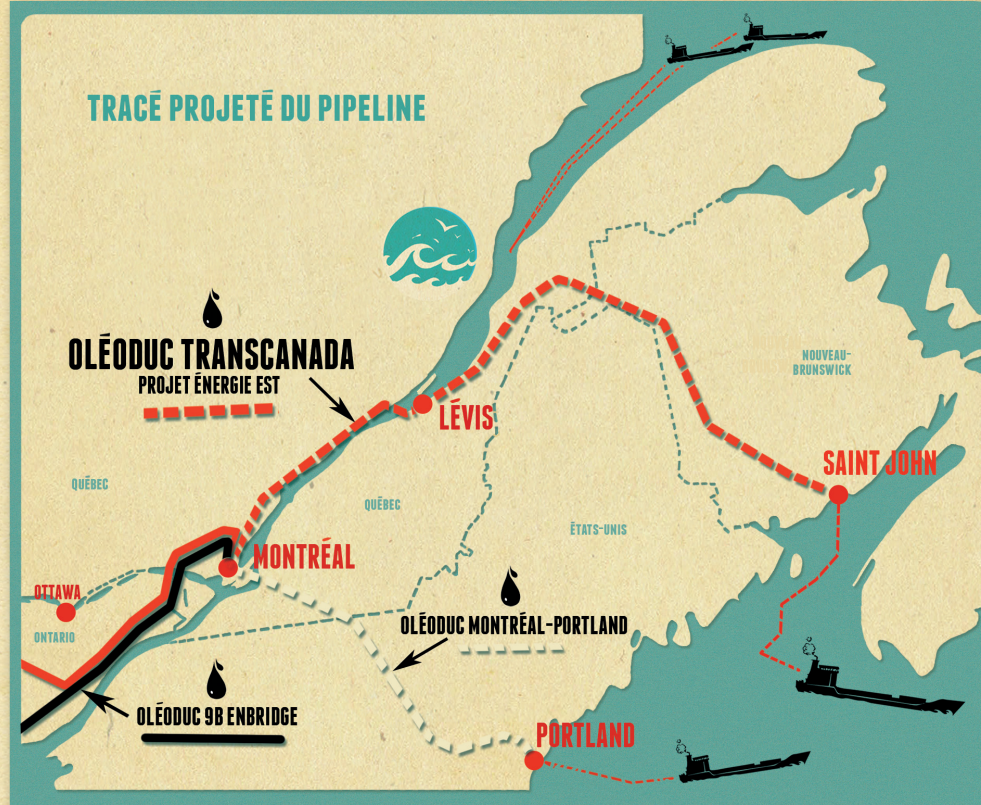 TRACÉ PROJETÉ DU PIPELINE
OLÉODUC TRANSCANADA
PROJET ÉNERGIE EST
LÉVIS
NOUVEAU-
BRUNSWICK
SAINT JOHN
QUÉBEC
QUÉBEC
ÉTATS-UNIS
MONTRÉAL
OTTAWA
ONTARIO
OLÉODUC MONTRÉAL-PORTLAND
OLÉODUC 9B ENBRIDGE
PORTLAND